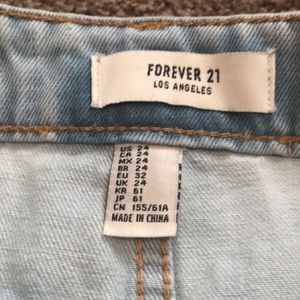 FOREVER 21
LOS ANGELES
US 24
CA 24
MX 24
BR 24
EU 32
UK 24
KR 61
JP 61
CN 155/61A
MADE IN CHINA